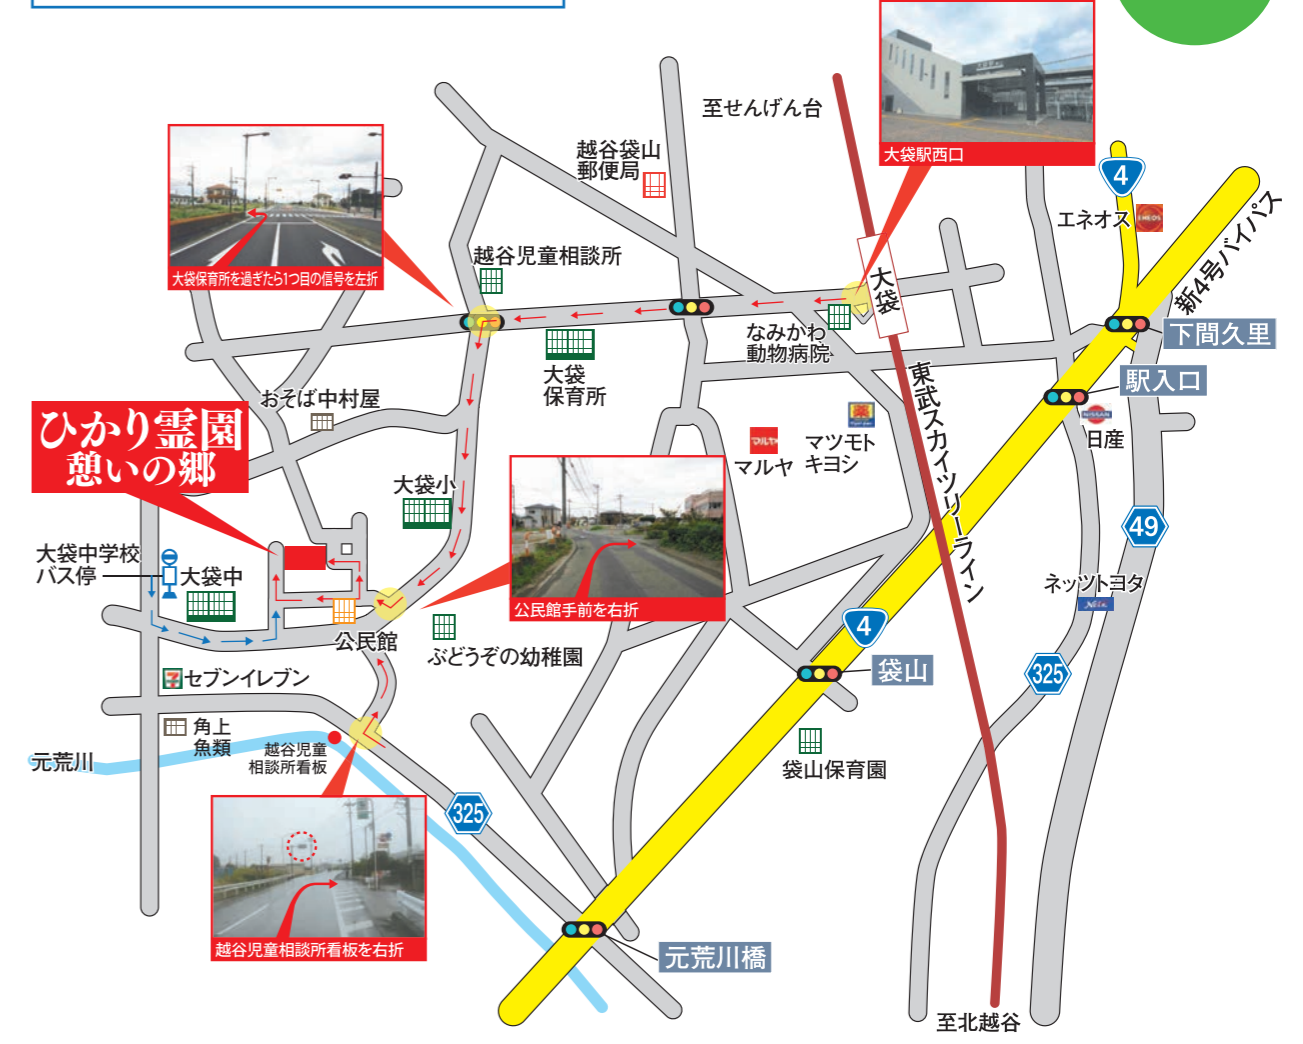 至せんげん台
大袋駅西口
越谷袋山
郵便局
4
エネオス
ENEOS
新4号バイパス
大袋保育所を過ぎたら1つ目の信号を左折
越谷児童相談所
大袋
なみかわ
動物病院
下間久里
駅入口
大袋
保育所
おそば中村屋
東武スカイツリーライン
NISSAN
日産
ひかり霊園
憩いの郷
薬
マルヤ
マルヤ
マツモト
キヨシ
大袋小
49
大袋中学校
バス停
大袋中
ネッツトヨタ
公民館手前を右折
公民館
4
ぶどうぞの幼稚園
袋山
325
7
セブンイレブン
角上
魚類
元荒川
越谷児童
相談所看板
袋山保育園
325
越谷児童相談所看板を右折
元荒川橋
至北越谷